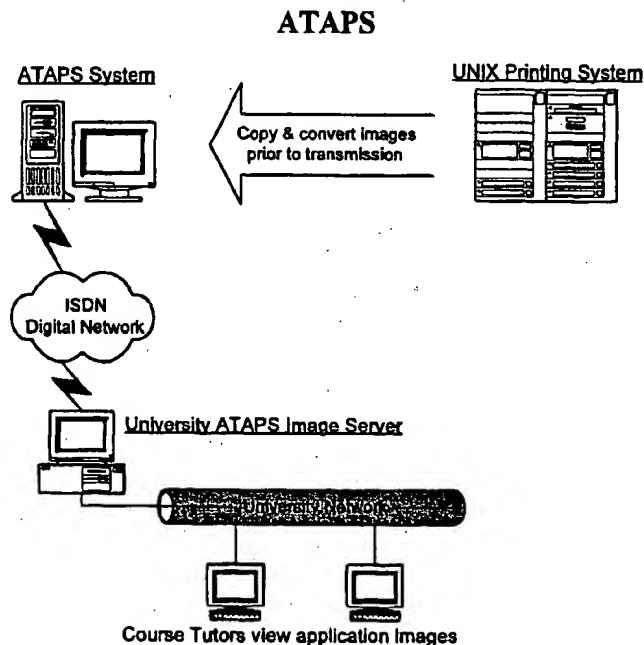 ATAPS
ATAPS System
UNIX Printing System
Copy & convert images
prior to transmission
ISDN
Digital Network
University ATAPS Image Server
University Network
Course Tutors view application Images